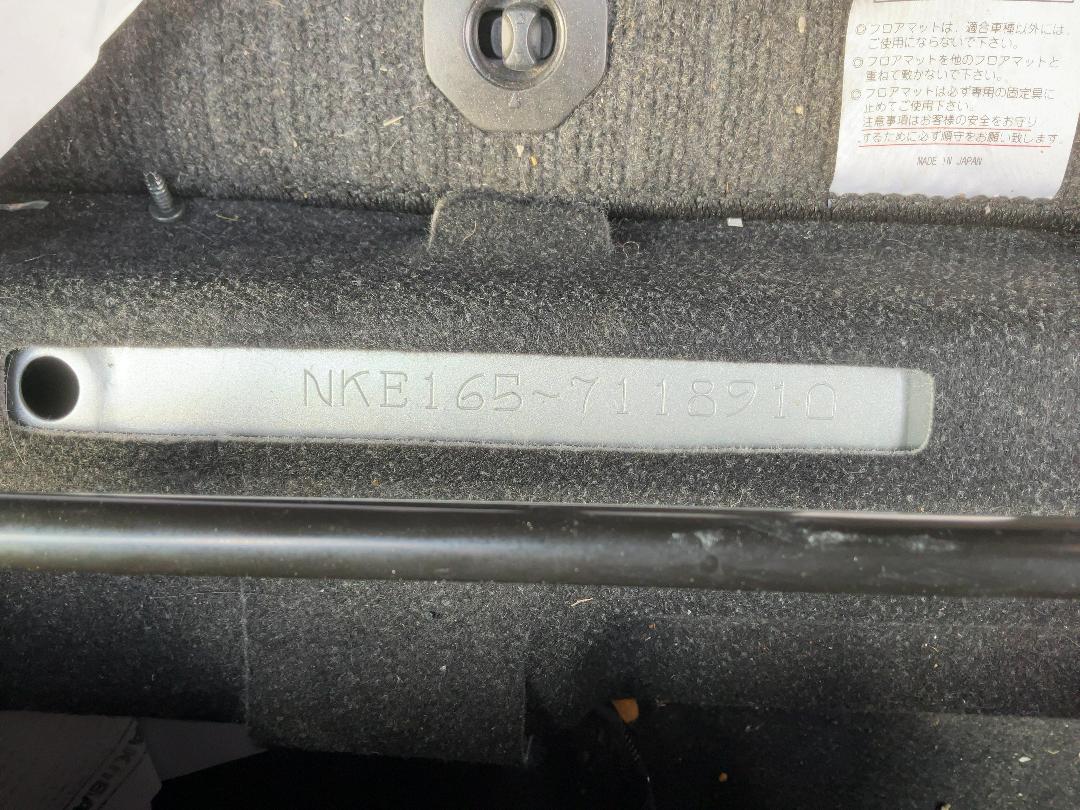 ◎フロアマットは、適合車種以外には、
ご使用にならないで下さい。
◎フロアマットを他のフロアマットと
重ねて敷かないで下さい。
◎フロアマットは必ず専用の固定具に
止めてご使用下さい。
注意事項はお客様の安全をお守り
するために必ず順守をお願い致します。
MADE IN JAPAN
NKE165-7118910